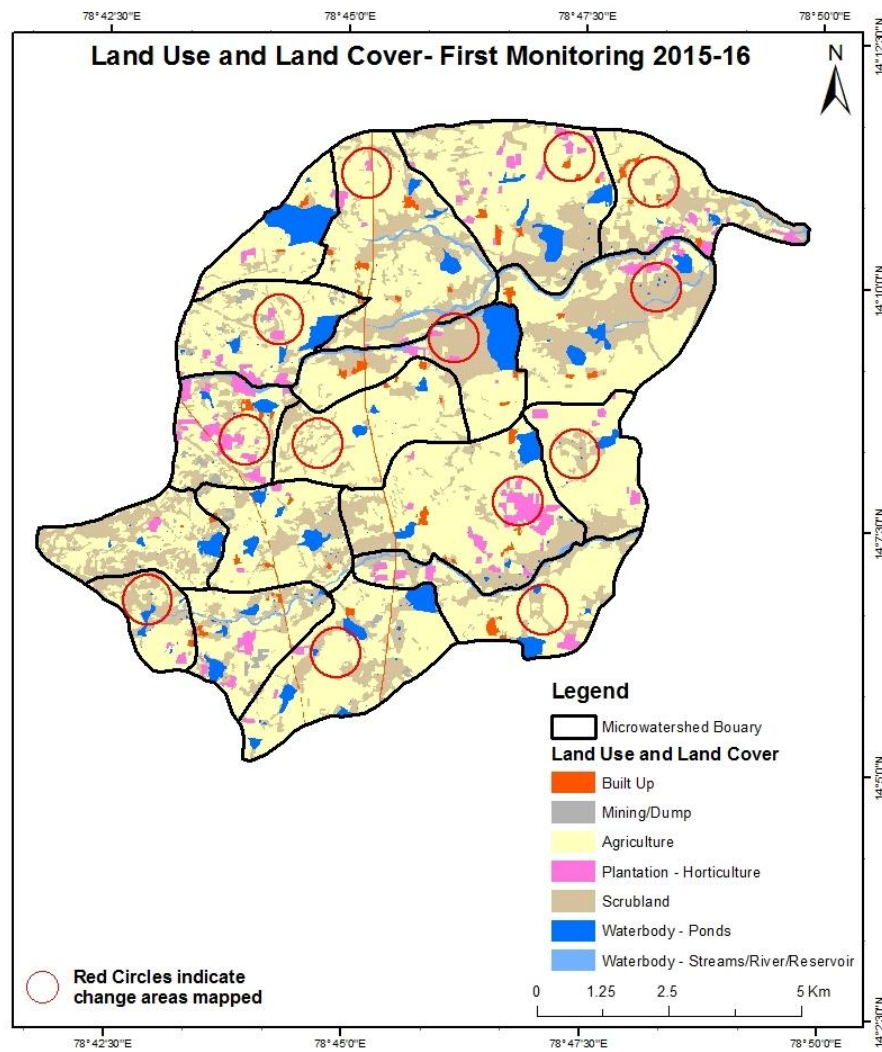 78°42'30"E 78°45'0"E 78°47'30"E 78°50'0"E
Land Use and Land Cover- First Monitoring 2015-16
N
14°12'30"N
14°10'0"N
14°7'30"N
14°5'0"N
14°2'30"N
Legend
Microwatershed Bouary
Land Use and Land Cover
Built Up
Mining/Dump
Agriculture
Plantation - Horticulture
Scrubland
Waterbody - Ponds
Waterbody - Streams/River/Reservoir
Red Circles indicate
change areas mapped
0 1.25 2.5 5 Km
78°42'30"E 78°45'0"E 78°47'30"E 78°50'0"E